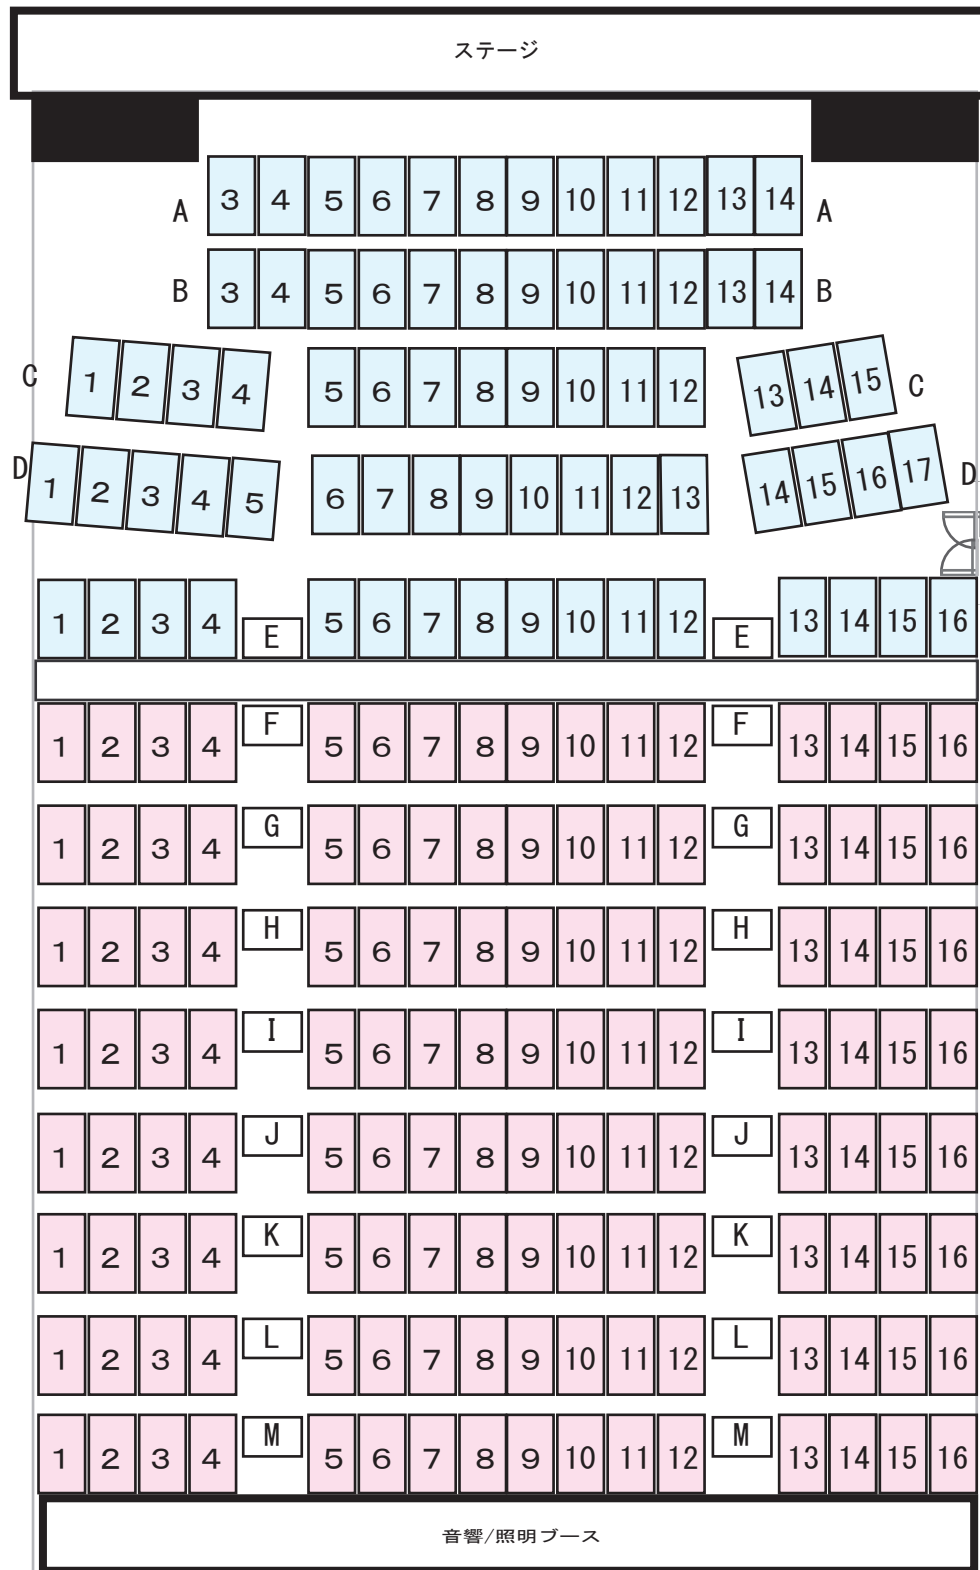 ステージ
A 3 4 5 6 7 8 9 10 11 12 13 14 A
B 3 4 5 6 7 8 9 10 11 12 13 14 B
C 1 2 3 4 5 6 7 8 9 10 11 12 13 14 15 C
D 1 2 3 4 5 6 7 8 9 10 11 12 13 14 15 16 17 D
1 2 3 4 E 5 6 7 8 9 10 11 12 E 13 14 15 16
1 2 3 4 F 5 6 7 8 9 10 11 12 F 13 14 15 16
1 2 3 4 G 5 6 7 8 9 10 11 12 G 13 14 15 16
1 2 3 4 H 5 6 7 8 9 10 11 12 H 13 14 15 16
1 2 3 4 I 5 6 7 8 9 10 11 12 I 13 14 15 16
1 2 3 4 J 5 6 7 8 9 10 11 12 J 13 14 15 16
1 2 3 4 K 5 6 7 8 9 10 11 12 K 13 14 15 16
1 2 3 4 L 5 6 7 8 9 10 11 12 L 13 14 15 16
1 2 3 4 M 5 6 7 8 9 10 11 12 M 13 14 15 16
音響/照明ブース